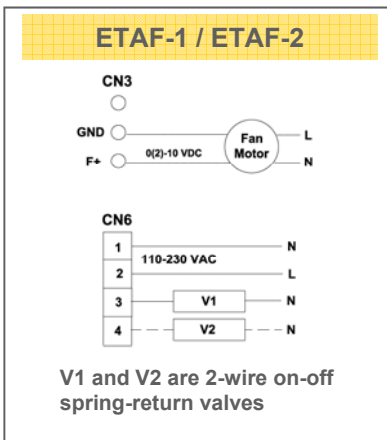 ETAF-1 / ETAF-2
CN3
GND
F+
0(2)-10 VDC
Fan
Motor
L
N
CN6
1
110-230 VAC
N
2
L
3
V1
N
4
V2
N
V1 and V2 are 2-wire on-off
spring-return valves